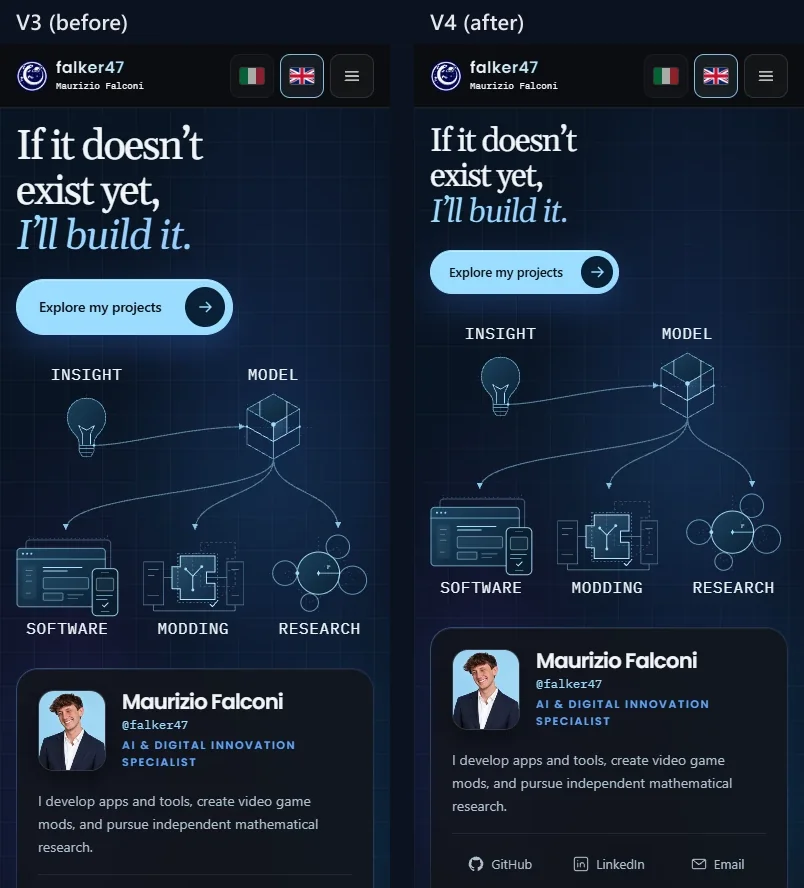 V3 (before)
falker47
Maurizio Falconi
If it doesn’t
exist yet,
I’ll build it.
Explore my projects
INSIGHT
MODEL
SOFTWARE
MODDING
RESEARCH
Maurizio Falconi
@falker47
AI & DIGITAL INNOVATION
SPECIALIST
I develop apps and tools, create video game
mods, and pursue independent mathematical
research.
V4 (after)
falker47
Maurizio Falconi
If it doesn’t
exist yet,
I’ll build it.
Explore my projects
INSIGHT
MODEL
SOFTWARE
MODDING
RESEARCH
Maurizio Falconi
@falker47
AI & DIGITAL INNOVATION
SPECIALIST
I develop apps and tools, create video game
mods, and pursue independent mathematical
research.
GitHub
LinkedIn
Email